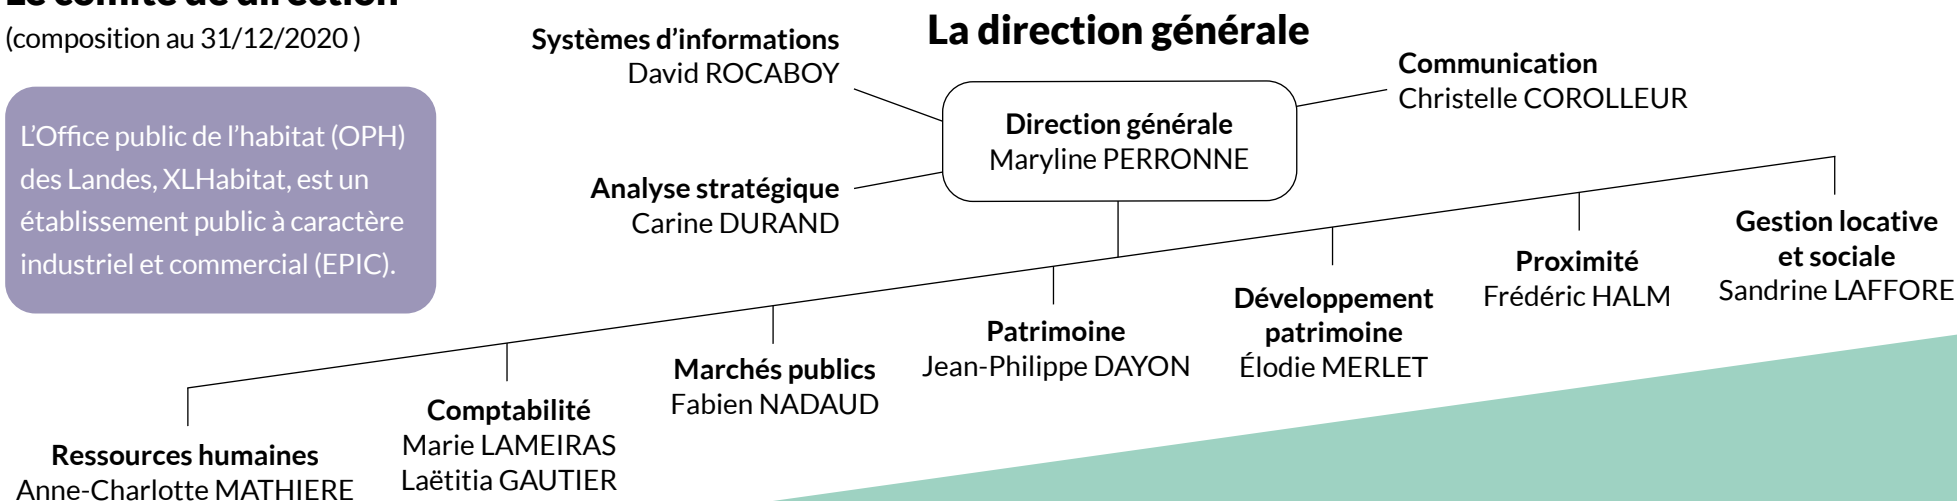 Le comité de direction
(composition au 31/12/2020 )
L’Office public de l’habitat (OPH)
des Landes, XLHabitat, est un
établissement public à caractère
industriel et commercial (EPIC).
La direction générale
Systèmes d’informations
David ROCABOY
Communication
Christelle COROLLEUR
Direction générale
Maryline PERRONNE
Analyse stratégique
Carine DURAND
Ressources humaines
Anne-Charlotte MATHIERE
Comptabilité
Marie LAMEIRAS
Laëtitia GAUTIER
Marchés publics
Fabien NADAUD
Patrimoine
Jean-Philippe DAYON
Développement
patrimoine
Élodie MERLET
Proximité
Frédéric HALM
Gestion locative
et sociale
Sandrine LAFFORE